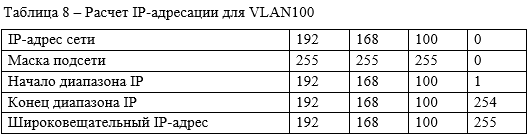 Таблица 8 – Расчет IP-адресации для VLAN100
IP-адрес сети 192 168 100 0
Маска подсети 255 255 255 0
Начало диапазона IP 192 168 100 1
Конец диапазона IP 192 168 100 254
Широковещательный IP-адрес 192 168 100 255